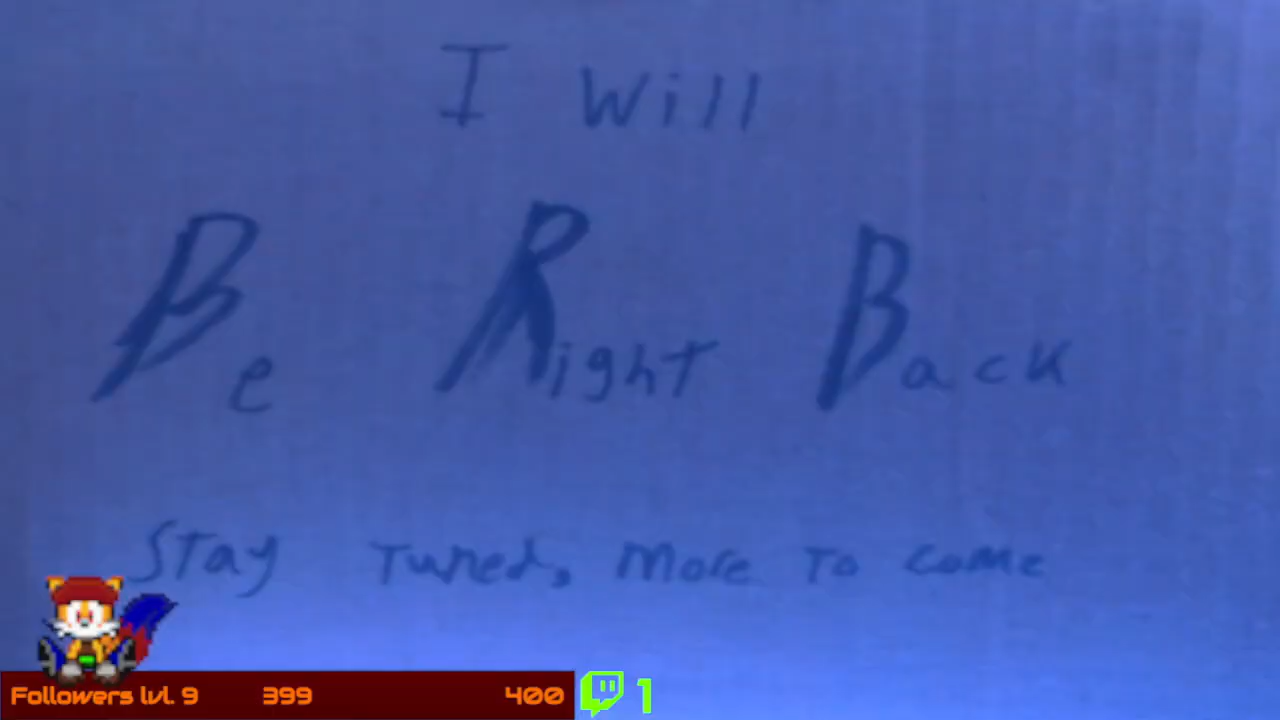 I Will
Be Right Back
Stay Tuned, More To Come
Followers lvl. 9 399 400 1